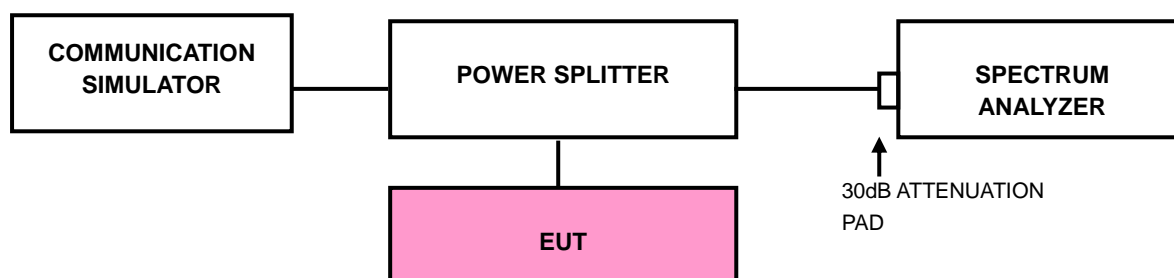 COMMUNICATION
SIMULATOR
POWER SPLITTER
SPECTRUM
ANALYZER
30dB ATTENUATION
PAD
EUT